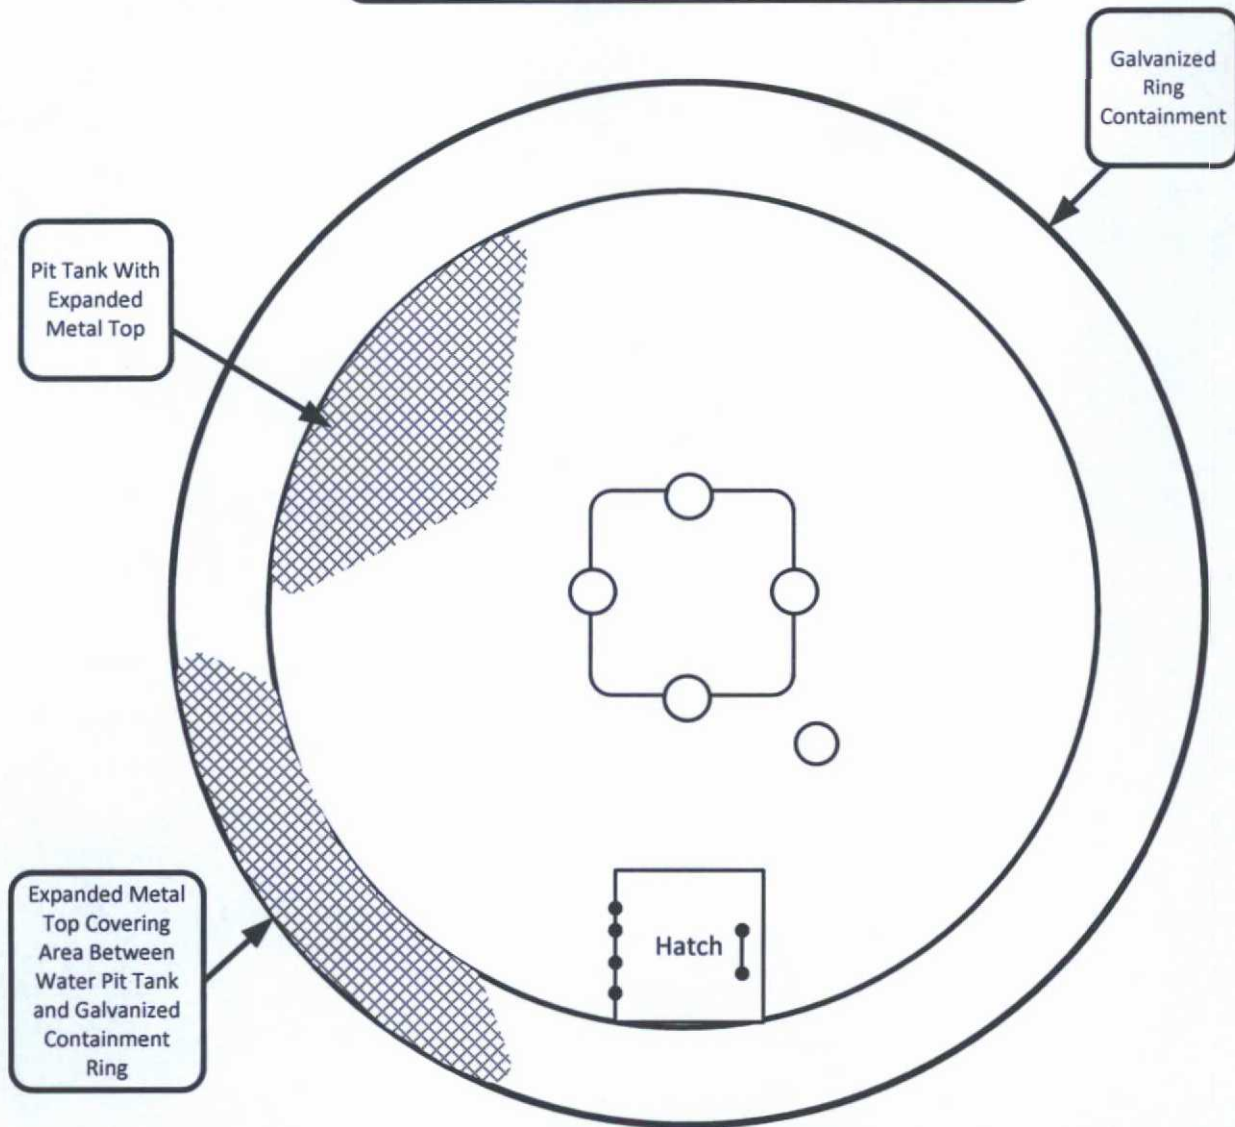 Galvanized
Ring
Containment
Pit Tank With
Expanded
Metal Top
Expanded Metal
Top Covering
Area Between
Water Pit Tank
and Galvanized
Containment
Ring
Hatch